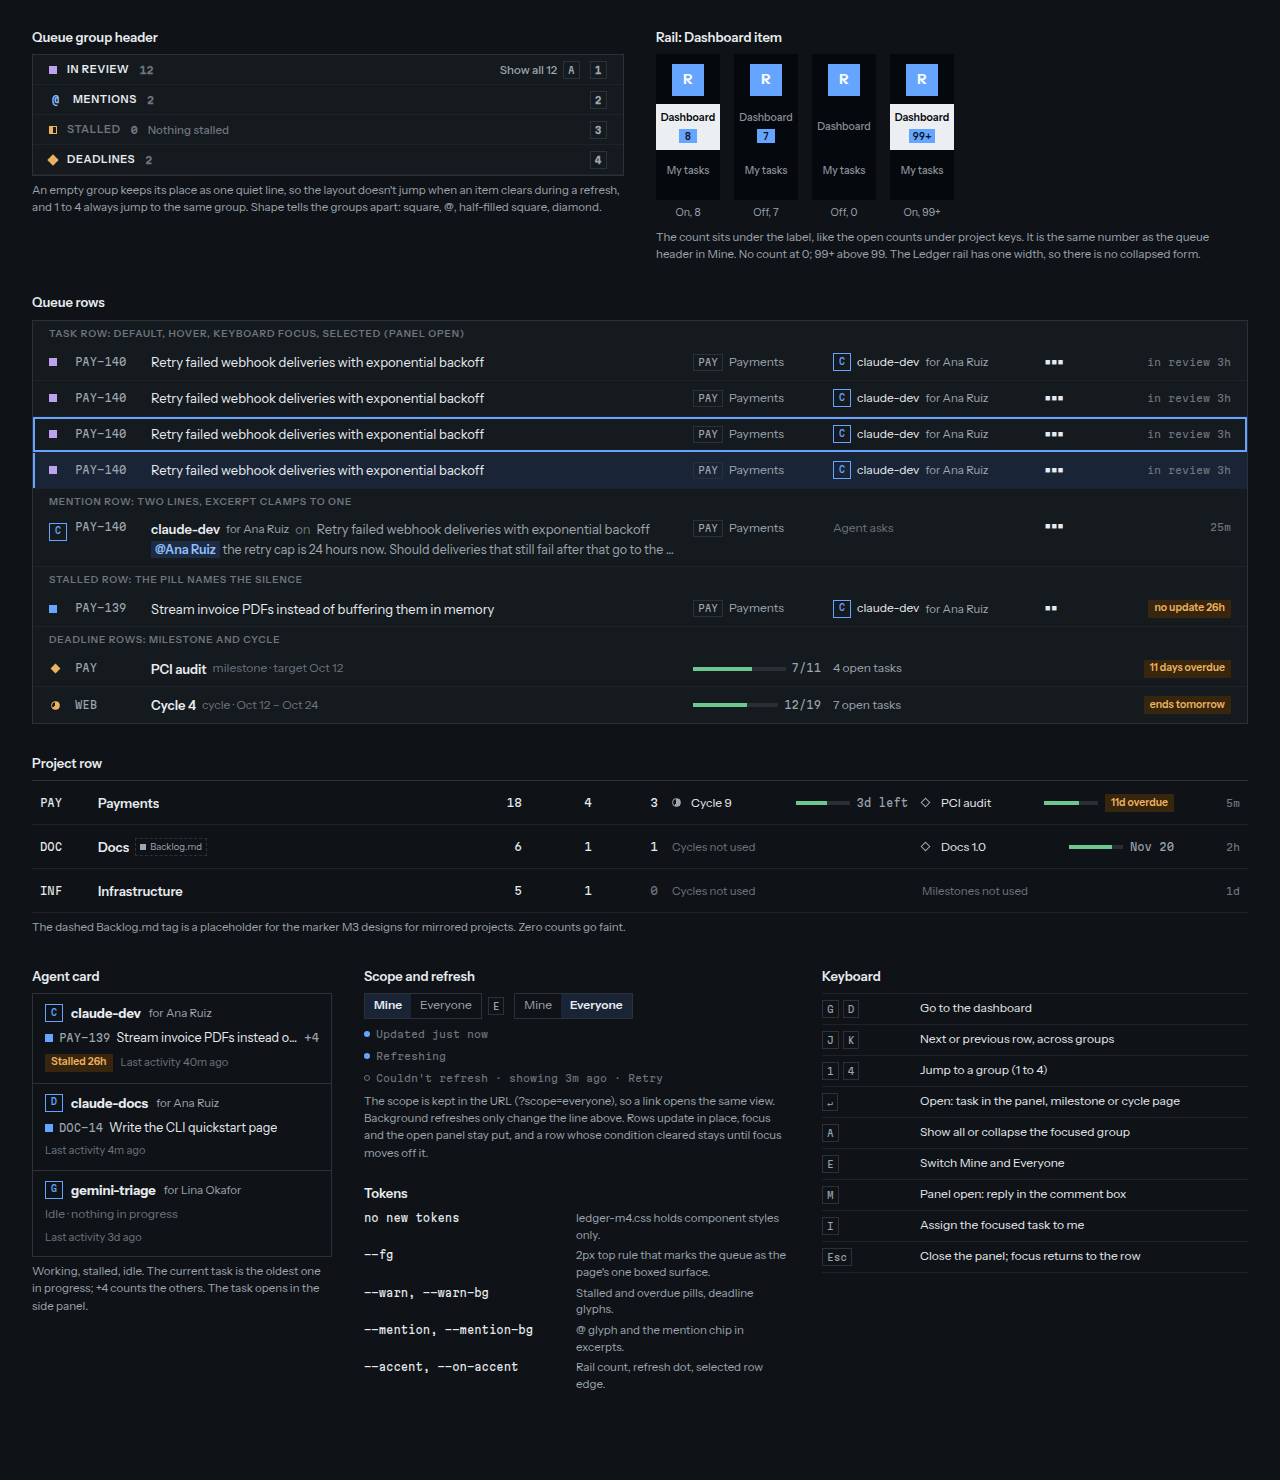 Queue group header
IN REVIEW 12 Show all 12 A 1
@ MENTIONS 2 2
STALLED 0 Nothing stalled 3
DEADLINES 2 4
An empty group keeps its place as one quiet line, so the layout doesn't jump when an item clears during a refresh,
and 1 to 4 always jump to the same group. Shape tells the groups apart: square, @, half-filled square, diamond.
Rail: Dashboard item
R R R R
Dashboard Dashboard Dashboard Dashboard
8 7 99+
My tasks My tasks My tasks My tasks
On, 8 Off, 7 Off, 0 On, 99+
The count sits under the label, like the open counts under project keys. It is the same number as the queue
header in Mine. No count at 0; 99+ above 99. The Ledger rail has one width, so there is no collapsed form.
Queue rows
TASK ROW: DEFAULT, HOVER, KEYBOARD FOCUS, SELECTED (PANEL OPEN)
PAY-140 Retry failed webhook deliveries with exponential backoff PAY Payments C claude-dev for Ana Ruiz in review 3h
PAY-140 Retry failed webhook deliveries with exponential backoff PAY Payments C claude-dev for Ana Ruiz in review 3h
PAY-140 Retry failed webhook deliveries with exponential backoff PAY Payments C claude-dev for Ana Ruiz in review 3h
PAY-140 Retry failed webhook deliveries with exponential backoff PAY Payments C claude-dev for Ana Ruiz in review 3h
MENTION ROW: TWO LINES, EXCERPT CLAMPS TO ONE
C PAY-140 claude-dev for Ana Ruiz on Retry failed webhook deliveries with exponential backoff PAY Payments Agent asks 25m
@Ana Ruiz the retry cap is 24 hours now. Should deliveries that still fail after that go to the ...
STALLED ROW: THE PILL NAMES THE SILENCE
PAY-139 Stream invoice PDFs instead of buffering them in memory PAY Payments C claude-dev for Ana Ruiz no update 26h
DEADLINE ROWS: MILESTONE AND CYCLE
PAY PCI audit milestone · target Oct 12 7/11 4 open tasks 11 days overdue
WEB Cycle 4 cycle · Oct 12 – Oct 24 12/19 7 open tasks ends tomorrow
Project row
PAY Payments 18 4 3 Cycle 9 3d left PCI audit 11d overdue 5m
DOC Docs Backlog.md 6 1 1 Cycles not used Docs 1.0 Nov 20 2h
INF Infrastructure 5 1 0 Cycles not used Milestones not used 1d
The dashed Backlog.md tag is a placeholder for the marker M3 designs for mirrored projects. Zero counts go faint.
Agent card
C claude-dev for Ana Ruiz
PAY-139 Stream invoice PDFs instead o... +4
Stalled 26h Last activity 40m ago
D claude-docs for Ana Ruiz
DOC-14 Write the CLI quickstart page
Last activity 4m ago
G gemini-triage for Lina Okafor
Idle · nothing in progress
Last activity 3d ago
Working, stalled, idle. The current task is the oldest one
in progress; +4 counts the others. The task opens in the
side panel.
Scope and refresh
Mine Everyone E Mine Everyone
Updated just now
Refreshing
Couldn't refresh · showing 3m ago · Retry
The scope is kept in the URL (?scope=everyone), so a link opens the same view.
Background refreshes only change the line above. Rows update in place, focus
and the open panel stay put, and a row whose condition cleared stays until focus
moves off it.
Tokens
no new tokens ledger-m4.css holds component styles
only.
--fg 2px top rule that marks the queue as the
page's one boxed surface.
--warn, --warn-bg Stalled and overdue pills, deadline
glyphs.
--mention, --mention-bg @ glyph and the mention chip in
excerpts.
--accent, --on-accent Rail count, refresh dot, selected row
edge.
Keyboard
G D Go to the dashboard
J K Next or previous row, across groups
1 4 Jump to a group (1 to 4)
↵ Open: task in the panel, milestone or cycle page
A Show all or collapse the focused group
E Switch Mine and Everyone
M Panel open: reply in the comment box
I Assign the focused task to me
Esc Close the panel; focus returns to the row